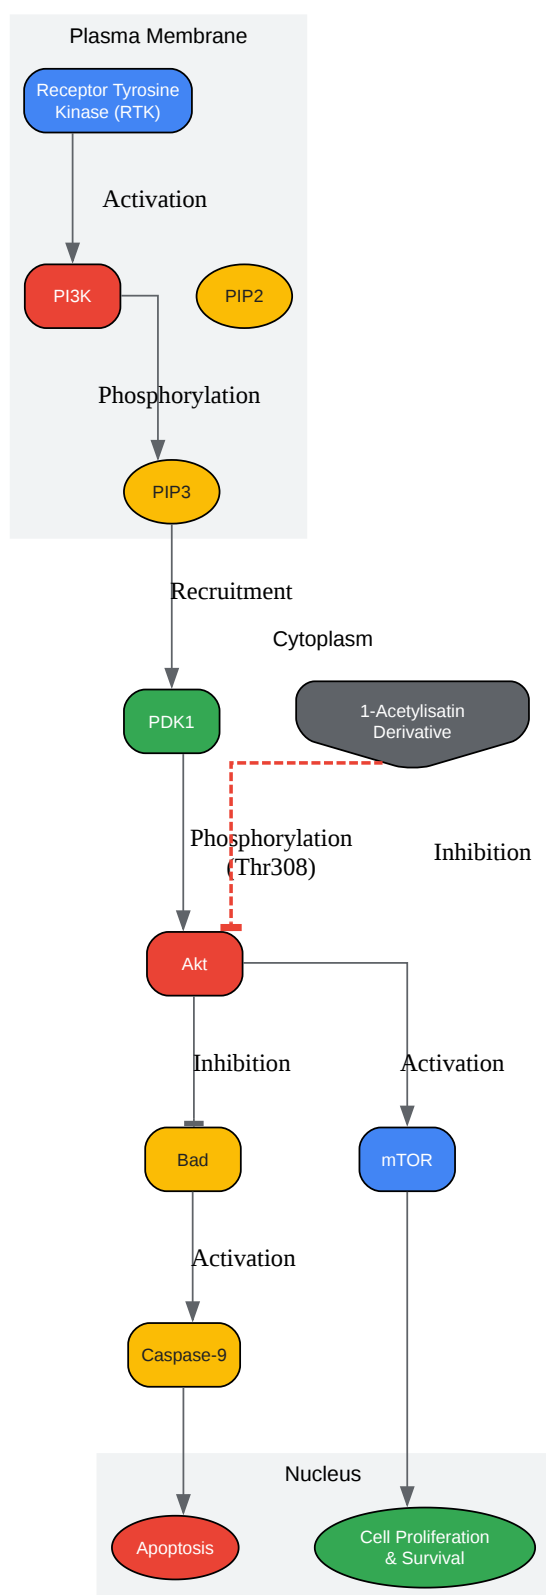 Plasma Membrane
Receptor Tyrosine
Kinase (RTK)
Activation
PI3K
PIP2
Phosphorylation
PIP3
Recruitment
Cytoplasm
PDK1
1-Acetylisatin
Derivative
Phosphorylation
(Thr308)
Inhibition
Akt
Inhibition
Activation
Bad
mTOR
Activation
Caspase-9
Nucleus
Apoptosis
Cell Proliferation
& Survival